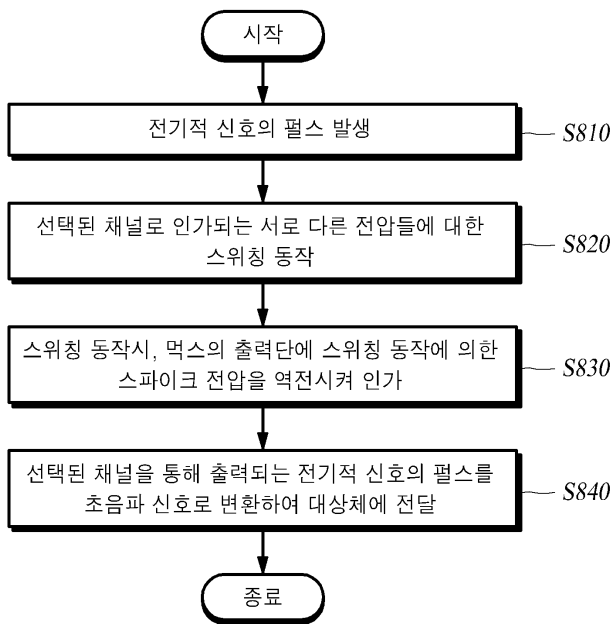 시작
전기적 신호의 펄스 발생
S810
선택된 채널로 인가되는 서로 다른 전압들에 대한
스위칭 동작
S820
스위칭 동작시, 먹스의 출력단에 스위칭 동작에 의한
스파이크 전압을 역전시켜 인가
S830
선택된 채널을 통해 출력되는 전기적 신호의 펄스를
초음파 신호로 변환하여 대상체에 전달
S840
종료